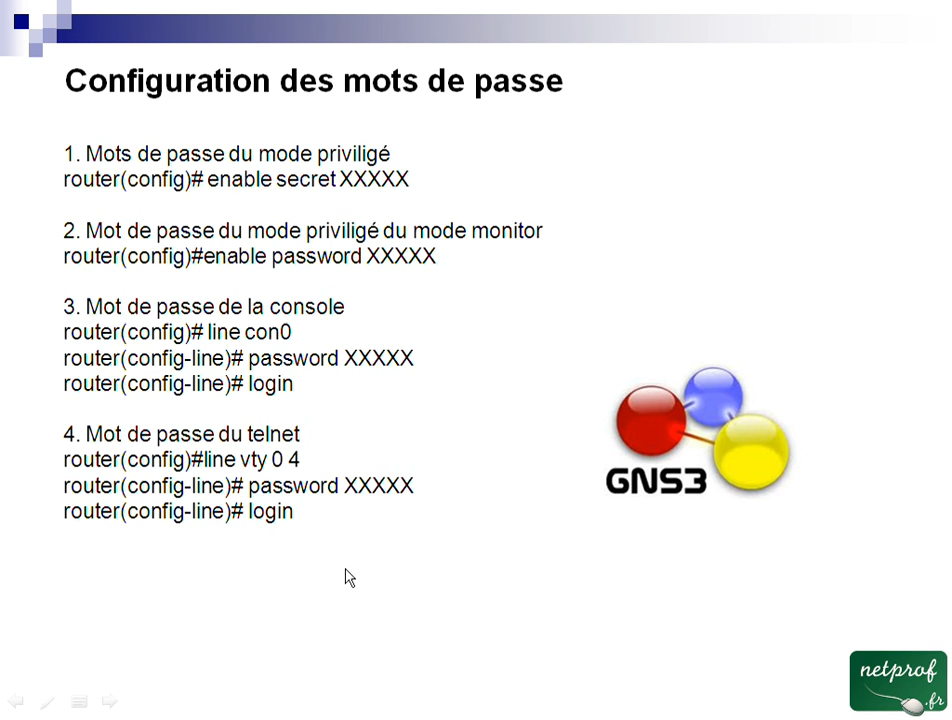 Configuration des mots de passe
1. Mots de passe du mode priviligé
router(config)# enable secret XXXXX
2. Mot de passe du mode priviligé du mode monitor
router(config)#enable password XXXXX
3. Mot de passe de la console
router(config)# line con0
router(config-line)# password XXXXX
router(config-line)# login
4. Mot de passe du telnet
router(config)#line vty 0 4
router(config-line)# password XXXXX
router(config-line)# login
GNS3
netprof
.fr